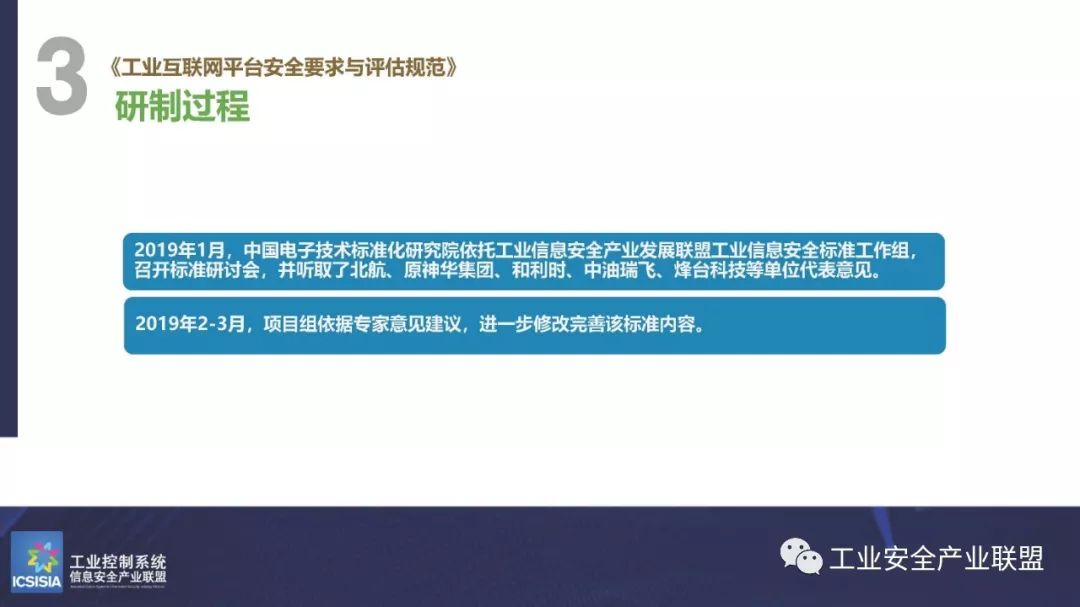 3
《工业互联网平台安全要求与评估规范》
研制过程
2019年1月，中国电子技术标准化研究院依托工业信息安全产业发展联盟工业信息安全标准工作组，
召开标准研讨会，并听取了北航、原神华集团、和利时、中油瑞飞、烽台科技等单位代表意见。
2019年2-3月，项目组依据专家意见建议，进一步修改完善该标准内容。
ICSISIA
工业控制系统
信息安全产业联盟
工业安全产业联盟